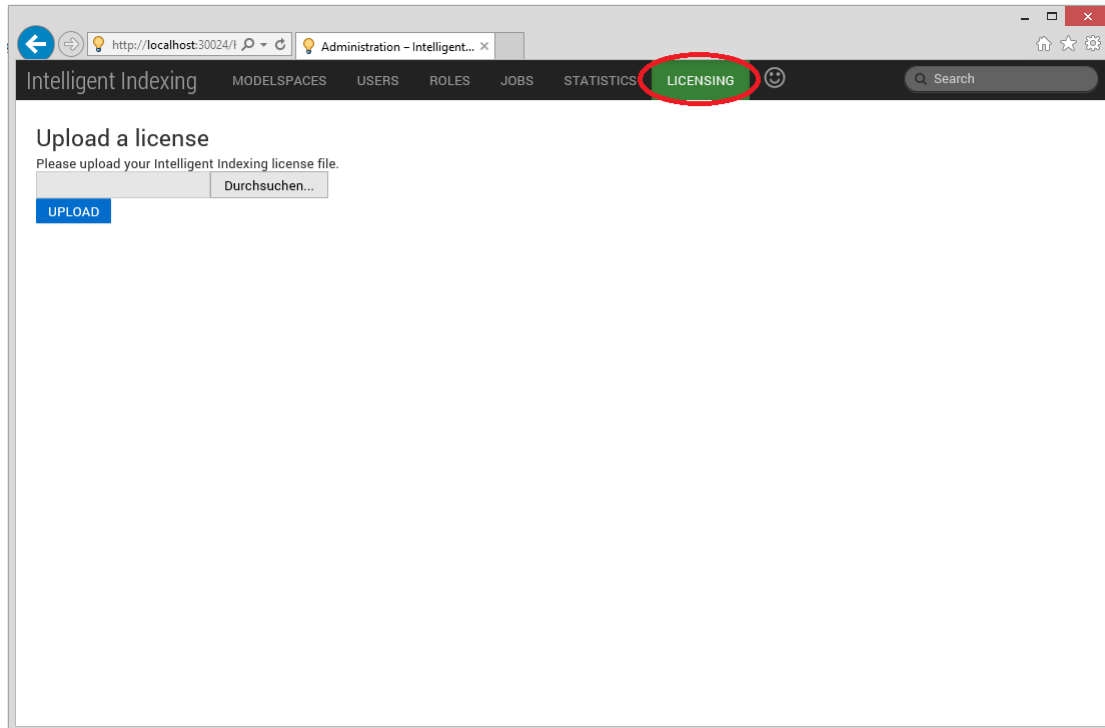 http://localhost:30024/
Administration – Intelligent...
Intelligent Indexing MODELSPACES USERS ROLES JOBS STATISTICS LICENSING Search
Upload a license
Please upload your Intelligent Indexing license file.
Durchsuchen...
UPLOAD